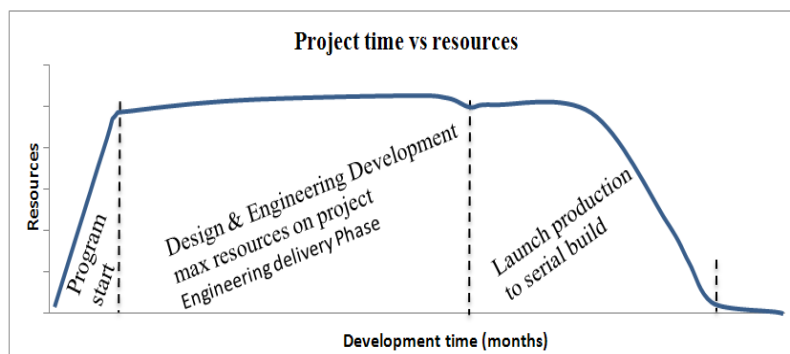 Project time vs resources
Resources
Program
start
Design & Engineering Development
max resources on project
Engineering delivery Phase
Launch production
to serial build
Development time (months)